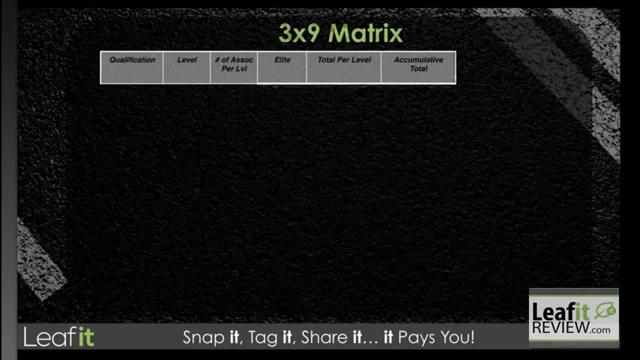 3x9 Matrix
Qualification Level # of Assoc Per Lvl Elite Total Per Level Accumulative Total
Leafit
REVIEW.com
Leafit Snap it, Tag it, Share it... it Pays You!